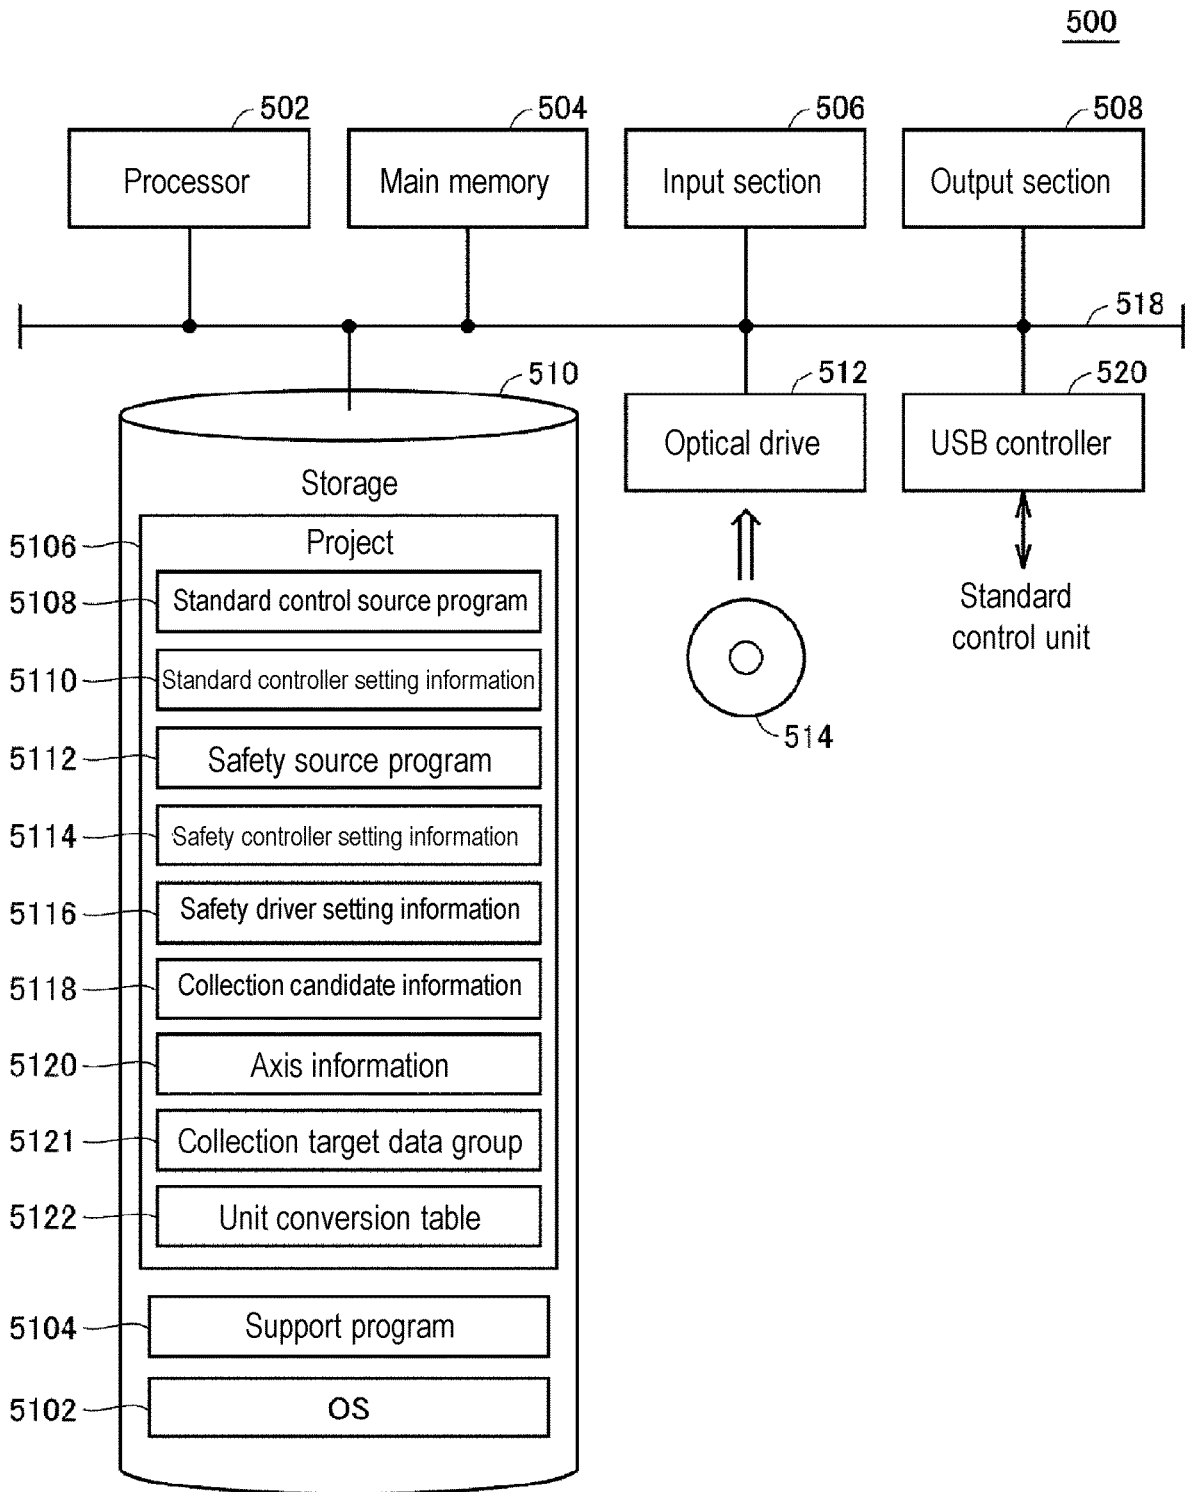 500
502
504
506
508
Processor
Main memory
Input section
Output section
518
510
512
520
Optical drive
USB controller
Storage
5106
Project
5108
Standard control source program
Standard
control unit
5110
Standard controller setting information
514
5112
Safety source program
5114
Safety controller setting information
5116
Safety driver setting information
5118
Collection candidate information
5120
Axis information
5121
Collection target data group
5122
Unit conversion table
5104
Support program
5102
OS